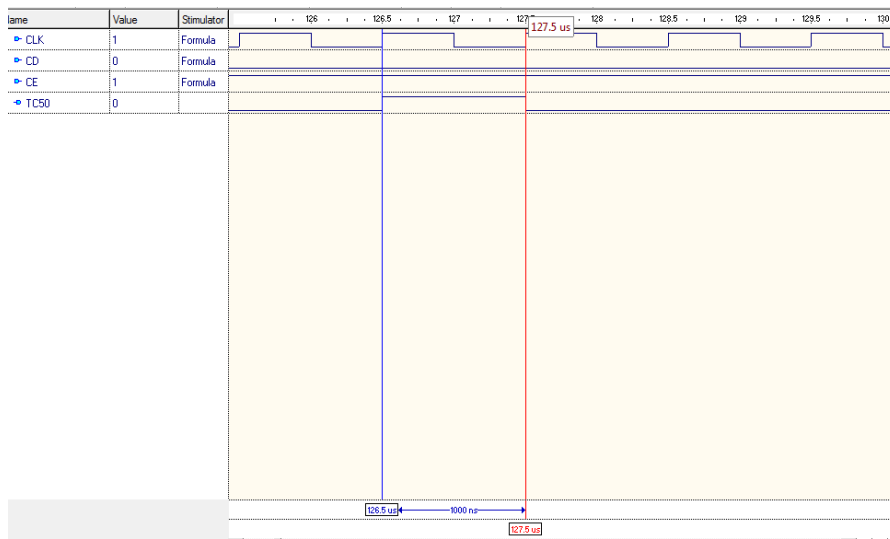 lame Value Stimulator 126 126.5 127 128 128.5 129 129.5 130
127.5 us
CLK 1 Formula
CD 0 Formula
CE 1 Formula
TC50 0
126.5 us 1000 ns
127.5 us